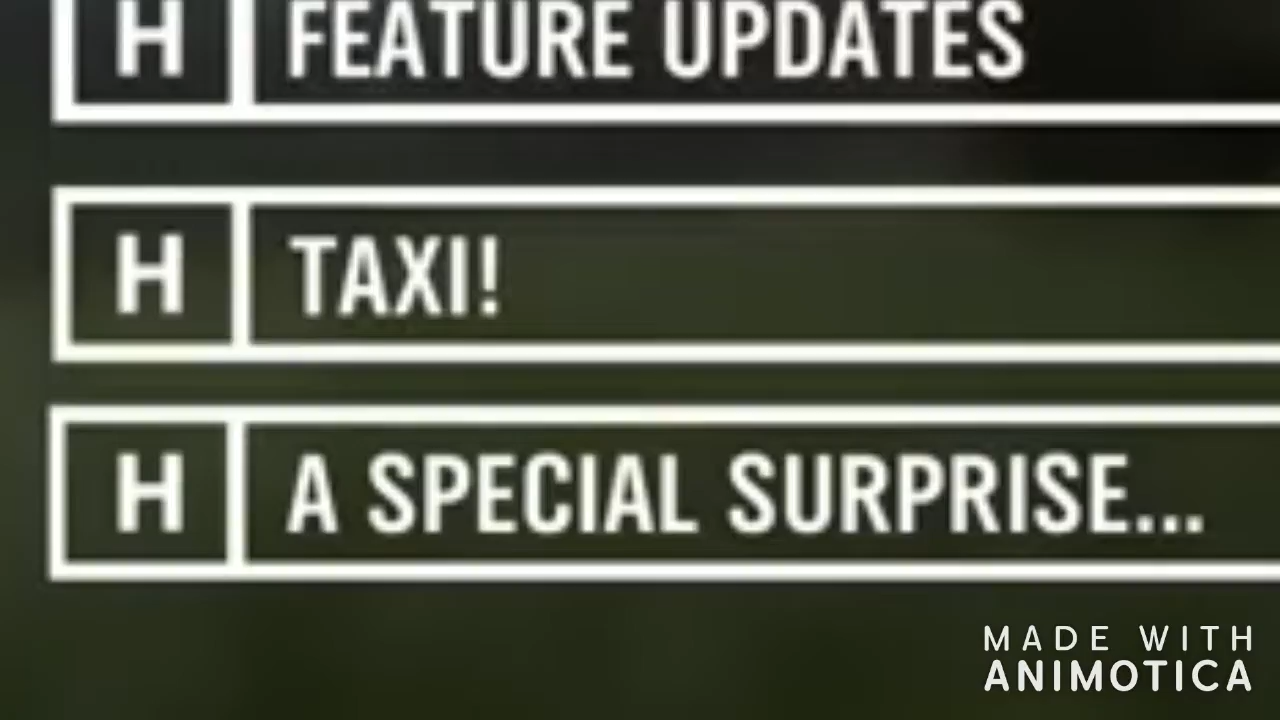 H FEATURE UPDATES
H TAXI!
H A SPECIAL SURPRISE...
MADE WITH
ANIMOTICA